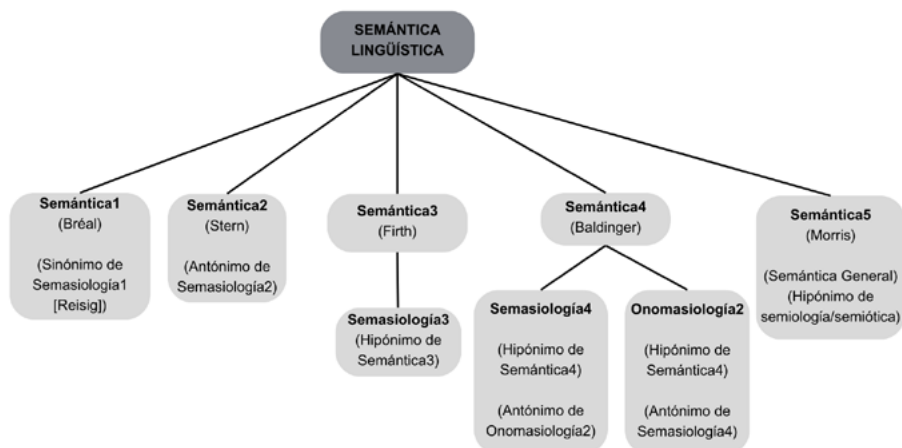 SEMÁNTICA
LINGÜÍSTICA
Semántica1
(Bréal)
(Sinónimo de
Semasiología1
[Reisig])
Semántica2
(Stern)
(Antónimo de
Semasiología2)
Semántica3
(Firth)
Semasiología3
(Hipónimo de
Semántica3)
Semántica4
(Baldinger)
Semasiología4
(Hipónimo de
Semántica4)
(Antónimo de
Onomasiología2)
Onomasiología2
(Hipónimo de
Semántica4)
(Antónimo de
Semasiología4)
Semántica5
(Morris)
(Semántica General)
(Hipónimo de
semiología/semiótica)